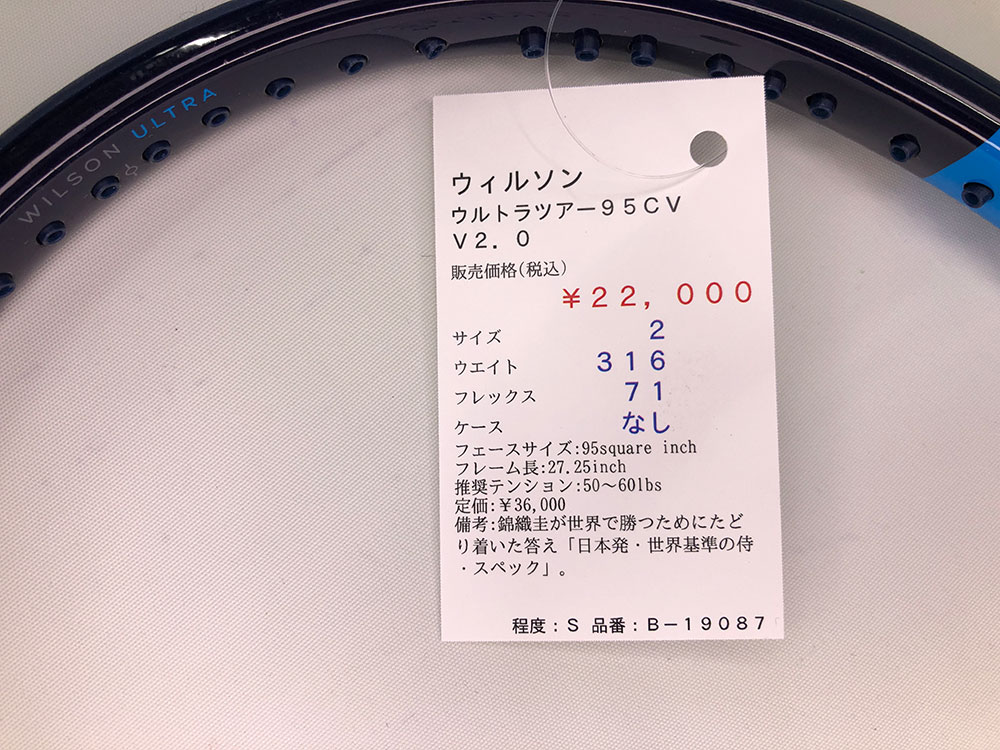 WILSON ULTRA
ウィルソン
ウルトラツアー95CV
V2.0
販売価格(税込)
¥22,000
サイズ 2
ウエイト 316
フレックス 71
ケース なし
フェースサイズ:95square inch
フレーム長:27.25inch
推奨テンション:50~60lbs
定価:¥36,000
備考:錦織圭が世界で勝つためにたど
り着いた答え「日本発・世界基準の侍
・スペック」。
程度:S 品番:B-19087